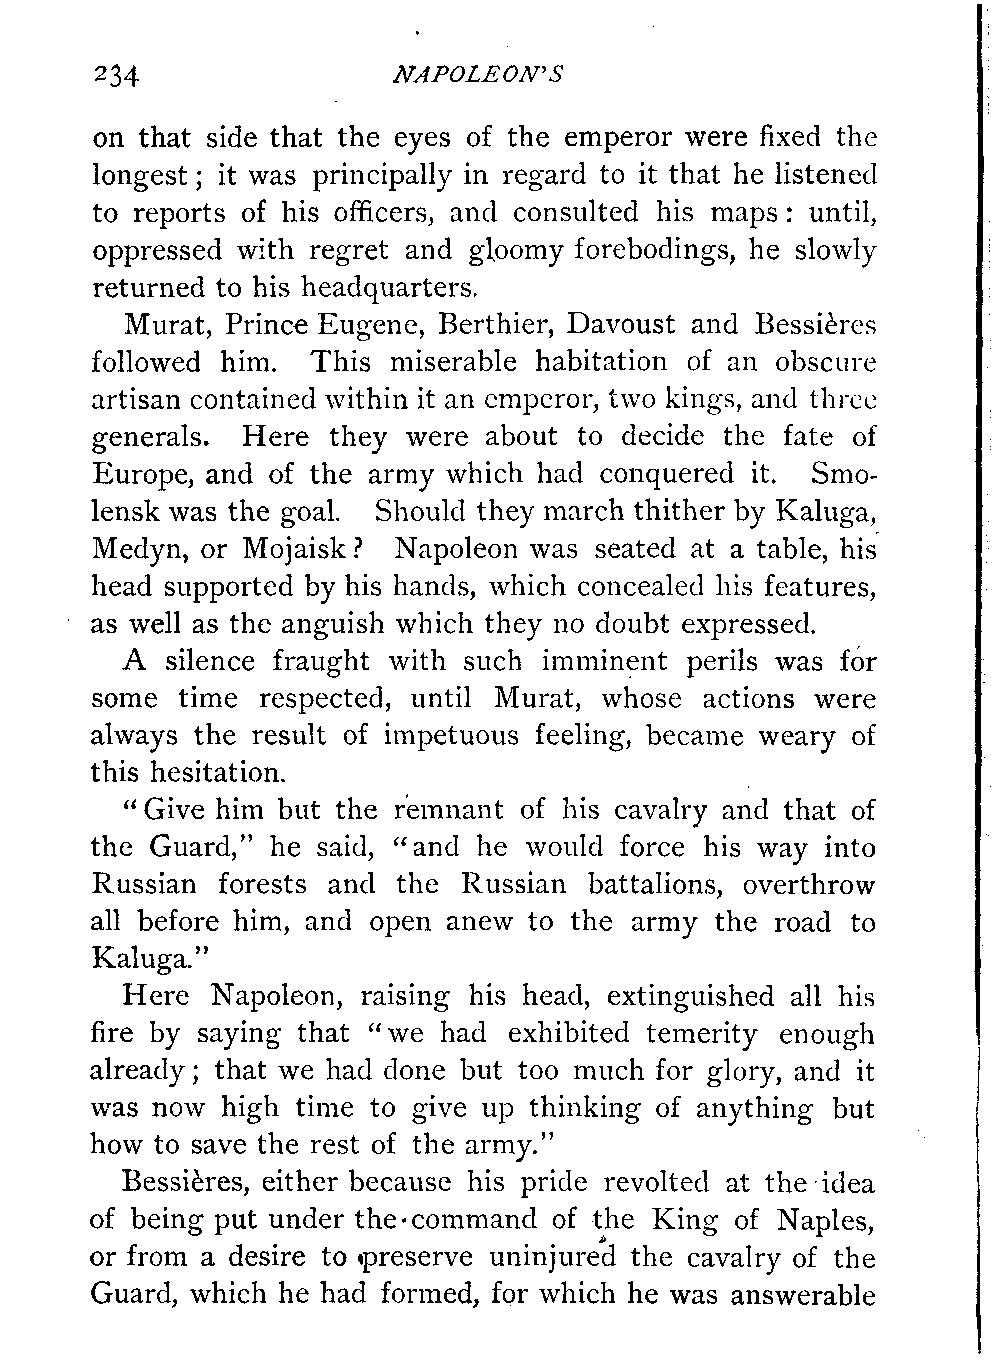 234 NAPOLEON'S
on that side that the eyes of the emperor were fixed the
longest; it was principally in regard to it that he listened
to reports of his officers, and consulted his maps: until,
oppressed with regret and gloomy forebodings, he slowly
returned to his headquarters.
Murat, Prince Eugene, Berthier, Davoust and Bessières
followed him. This miserable habitation of an obscure
artisan contained within it an emperor, two kings, and three
generals. Here they were about to decide the fate of
Europe, and of the army which had conquered it. Smo-
lensk was the goal. Should they march thither by Kaluga,
Medyn, or Mojaisk? Napoleon was seated at a table, his
head supported by his hands, which concealed his features,
as well as the anguish which they no doubt expressed.
A silence fraught with such imminent perils was for
some time respected, until Murat, whose actions were
always the result of impetuous feeling, became weary of
this hesitation.
"Give him but the remnant of his cavalry and that of
the Guard," he said, "and he would force his way into
Russian forests and the Russian battalions, overthrow
all before him, and open anew to the army the road to
Kaluga."
Here Napoleon, raising his head, extinguished all his
fire by saying that "we had exhibited temerity enough
already; that we had done but too much for glory, and it
was now high time to give up thinking of anything but
how to save the rest of the army."
Bessières, either because his pride revolted at the idea
of being put under the command of the King of Naples,
or from a desire to preserve uninjured the cavalry of the
Guard, which he had formed, for which he was answerable